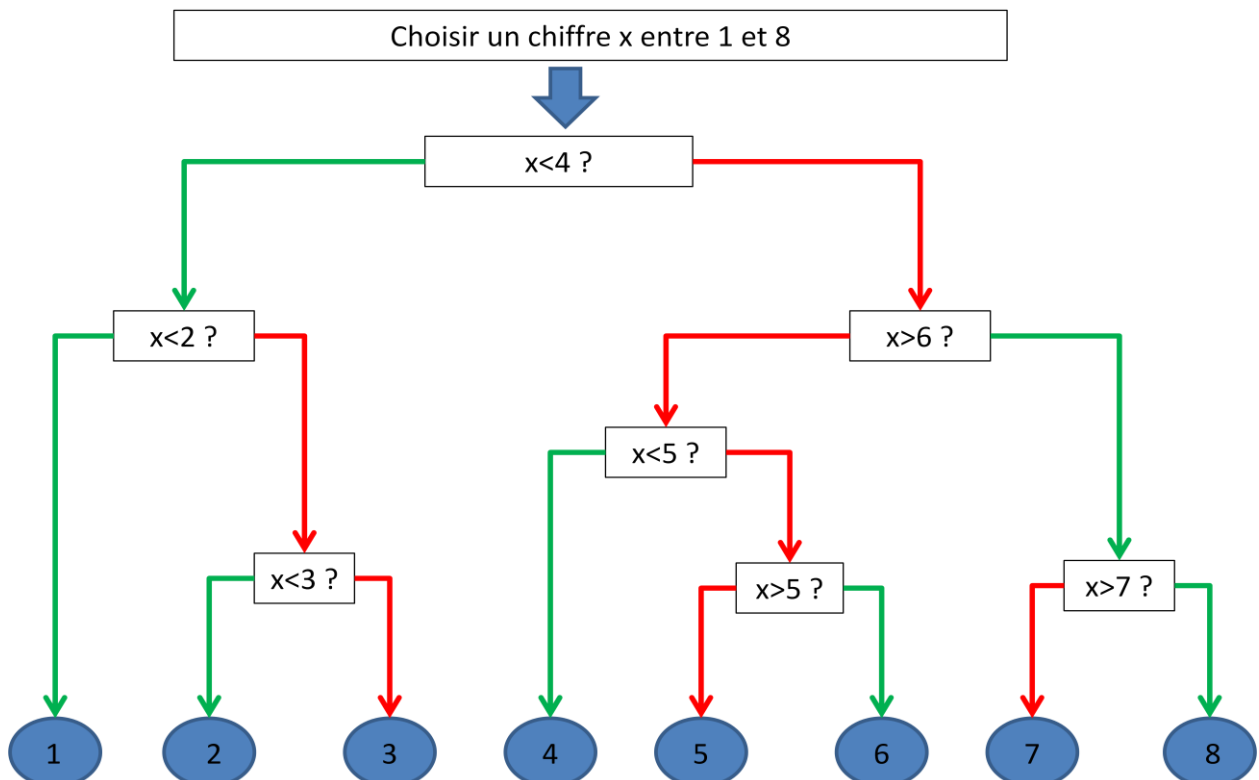 Choisir un chiffre x entre 1 et 8
x<4 ?
x<2 ?
x>6 ?
x<5 ?
x<3 ?
x>5 ?
x>7 ?
1
2
3
4
5
6
7
8